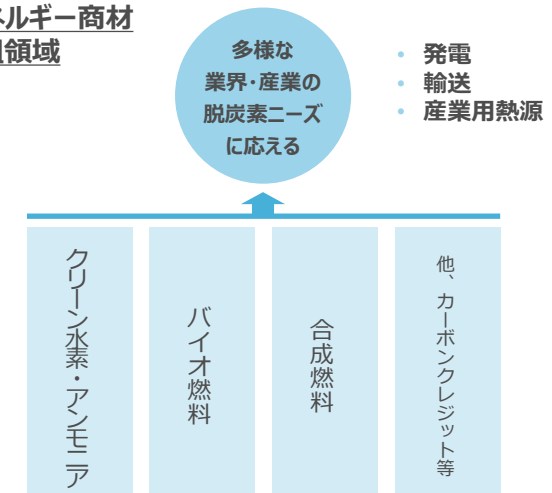 ネルギー商材
領域
多様な
業界・産業の
脱炭素ニーズ
に応える
• 発電
• 輸送
• 産業用熱源
クリーン水素・アンモニア
バイオ燃料
合成燃料
他、カーボンクレジット等